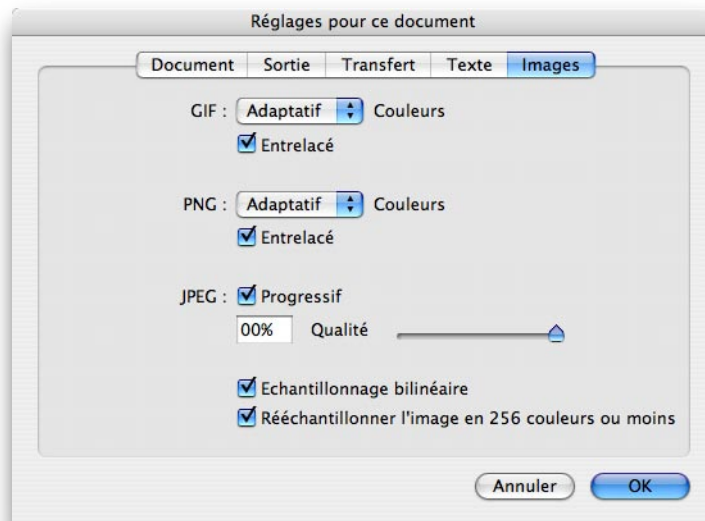 Réglages pour ce document
Document Sortie Transfert Texte Images
GIF : Adaptatif Couleurs
Entrelacé
PNG : Adaptatif Couleurs
Entrelacé
JPEG : Progressif
00% Qualité
Echantillonnage bilinéaire
Rééchantillonner l'image en 256 couleurs ou moins
Annuler OK